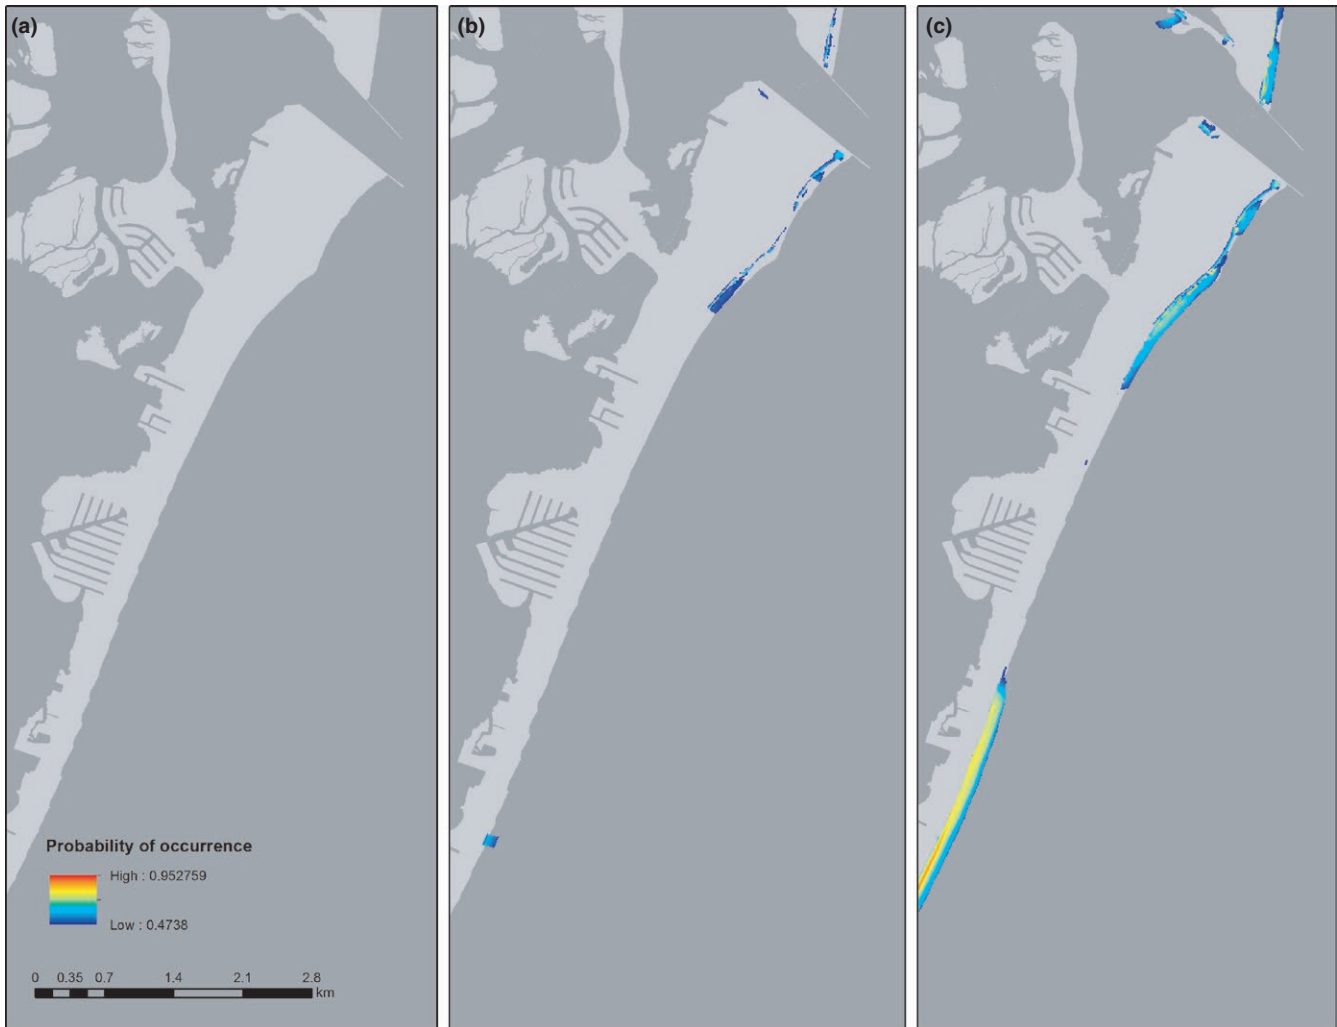 (a)
(b)
(c)
Probability of occurrence
High : 0.952759
Low : 0.4738
0 0.35 0.7 1.4 2.1 2.8
km